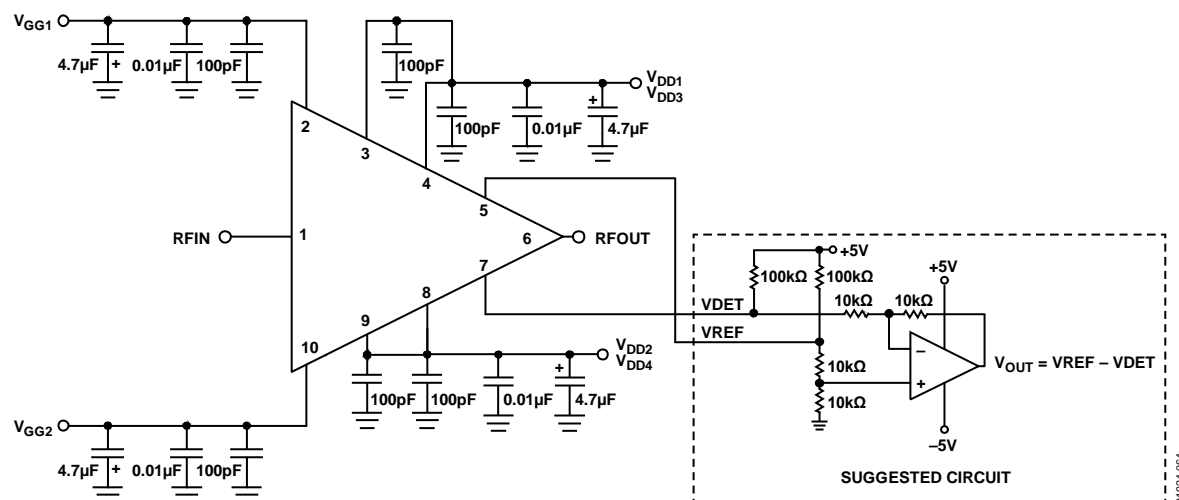 VGG1
4.7µF
+
0.01µF
100pF
100pF
VDD1
VDD3
100pF
0.01µF
+
4.7µF
2
3
4
5
RFIN
1
6
RFOUT
7
8
9
10
+5V
100kΩ
100kΩ
+5V
VDET
10kΩ
10kΩ
VREF
VDD2
VDD4
100pF
100pF
0.01µF
+
4.7µF
10kΩ
10kΩ
–
+
VOUT = VREF – VDET
–5V
VGG2
4.7µF
+
0.01µF
100pF
SUGGESTED CIRCUIT